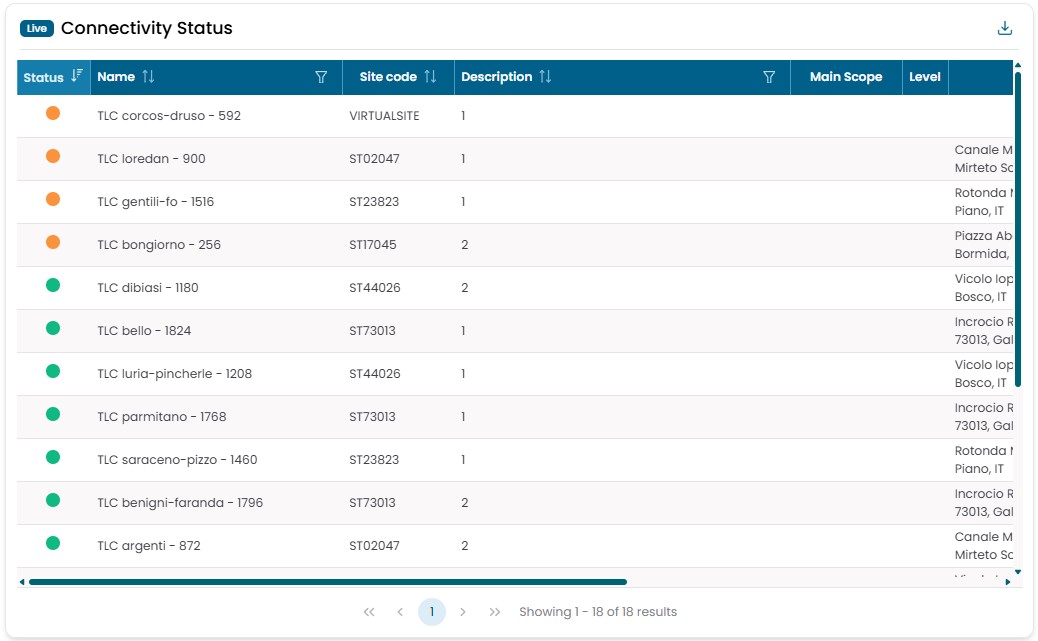 Live Connectivity Status
Status Name Site code Description Main Scope Level
TLC corcos-druso - 592 VIRTUALSITE 1
TLC loredan - 900 ST02047 1 Canale M
Mirteto Sc
TLC gentili-fo - 1516 ST23823 1 Rotonda
Piano, IT
TLC bongiorno - 256 ST17045 2 Piazza Ab
Bormida,
TLC dibiasi - 1180 ST44026 2 Vicolo Iop
Bosco, IT
TLC bello - 1824 ST73013 1 Incrocio R
73013, Gal
TLC luria-pincherle - 1208 ST44026 1 Vicolo Iop
Bosco, IT
TLC parmitano - 1768 ST73013 1 Incrocio R
73013, Gal
TLC saraceno-pizzo - 1460 ST23823 1 Rotonda
Piano, IT
TLC benigni-faranda - 1796 ST73013 2 Incrocio R
73013, Gal
TLC argenti - 872 ST02047 2 Canale M
Mirteto Sc
1 Showing 1 - 18 of 18 results